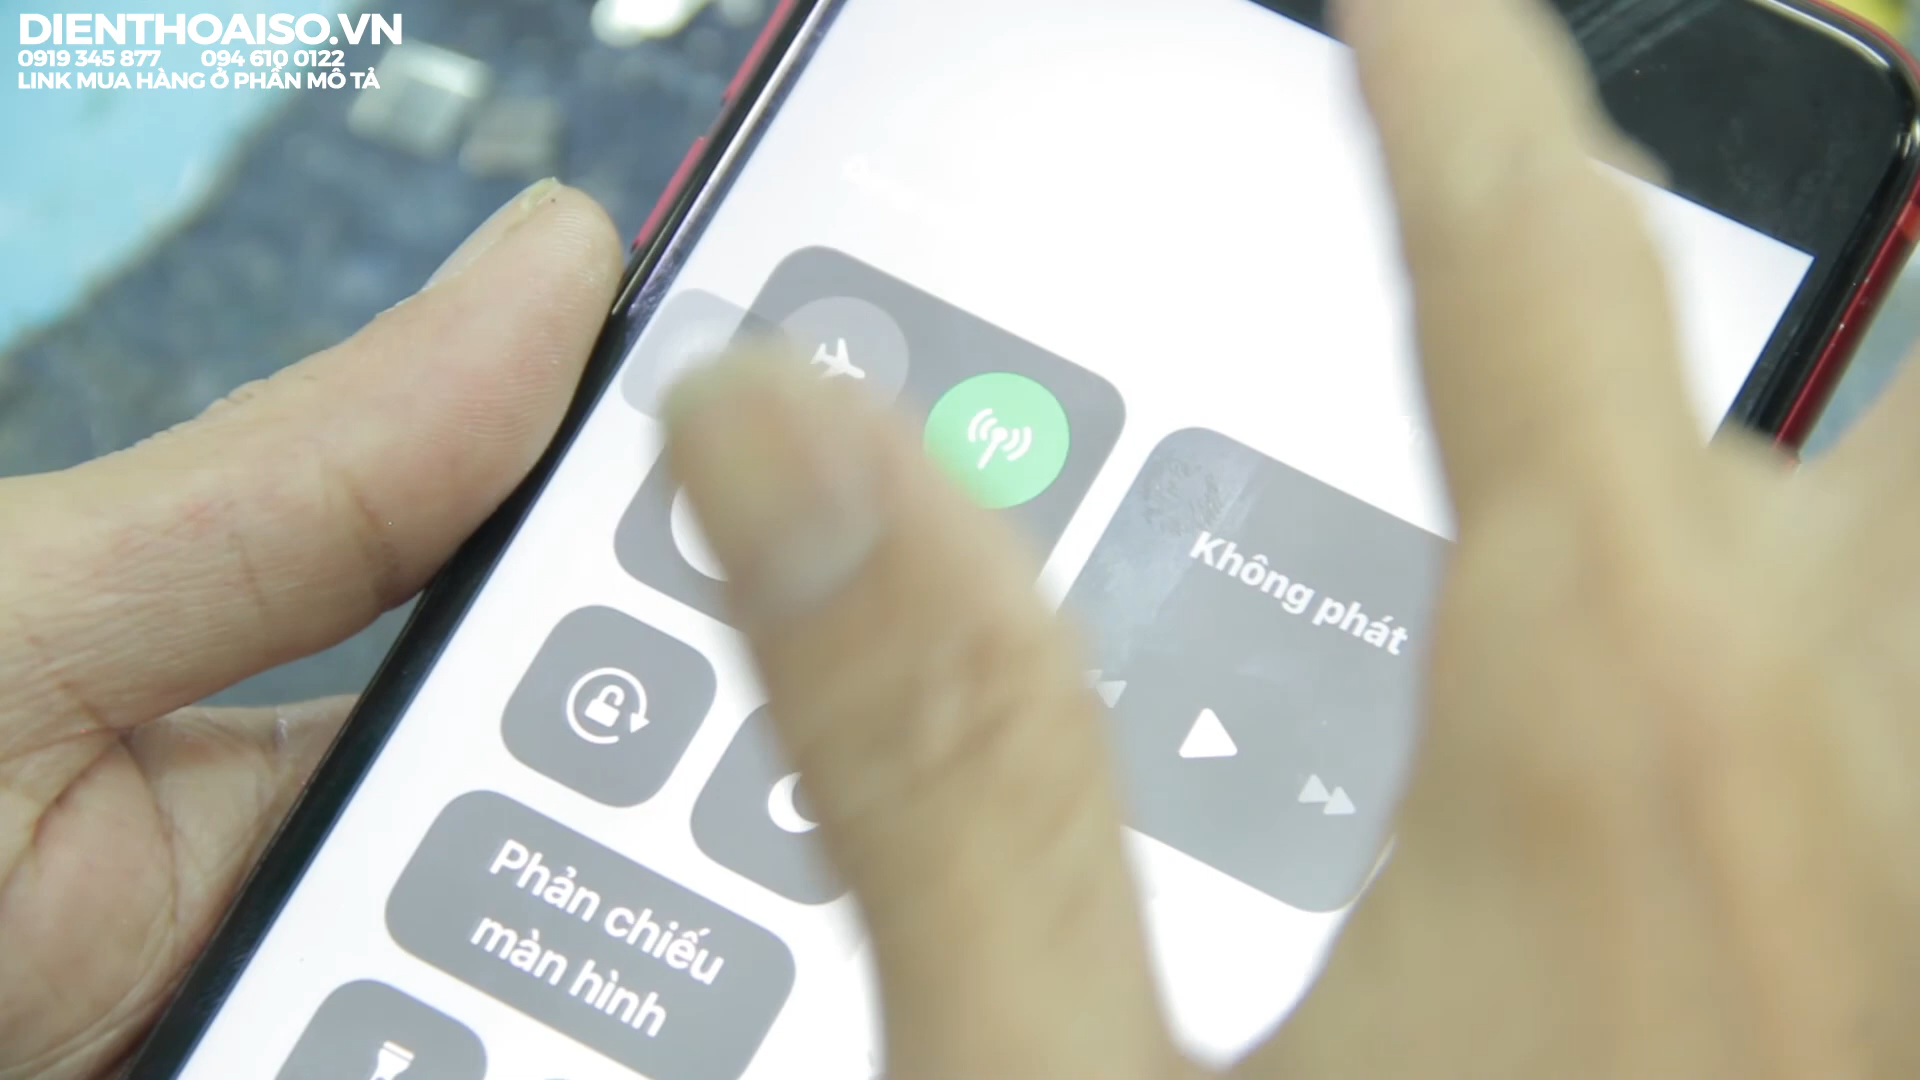 DIENTHOAISO.VN
0919 345 877 094 610 0122
LINK MUA HÀNG Ở PHẦN MÔ TẢ
Không phát
Phản chiếu
màn hình